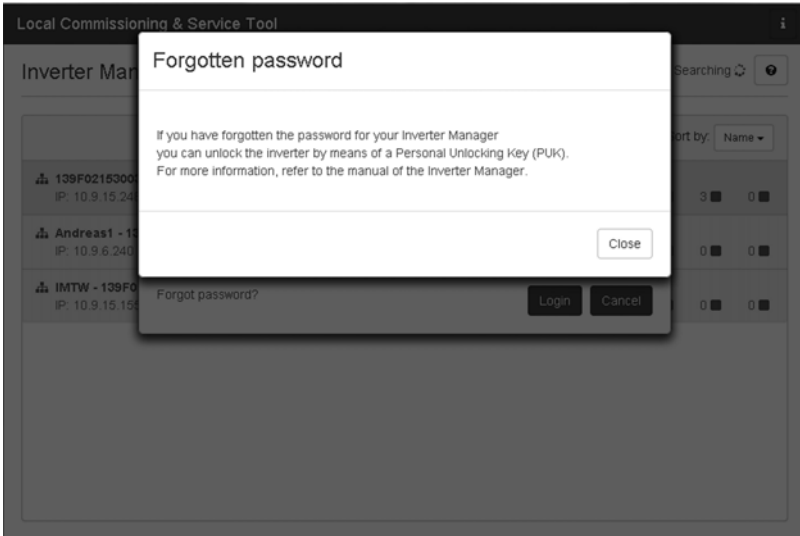 Local Commissioning & Service Tool
Forgotten password
Inverter Man
Searching
If you have forgotten the password for your Inverter Manager
you can unlock the inverter by means of a Personal Unlocking Key (PUK).
For more information, refer to the manual of the Inverter Manager.
Sort by: Name
139F0215300
IP: 10.9.15.24
3 0
Andreas1 - 13
IP: 10.9.6.240
0 0
Close
IMTW - 139F0
IP: 10.9.15.15
0 0
Forgot password?
Login Cancel